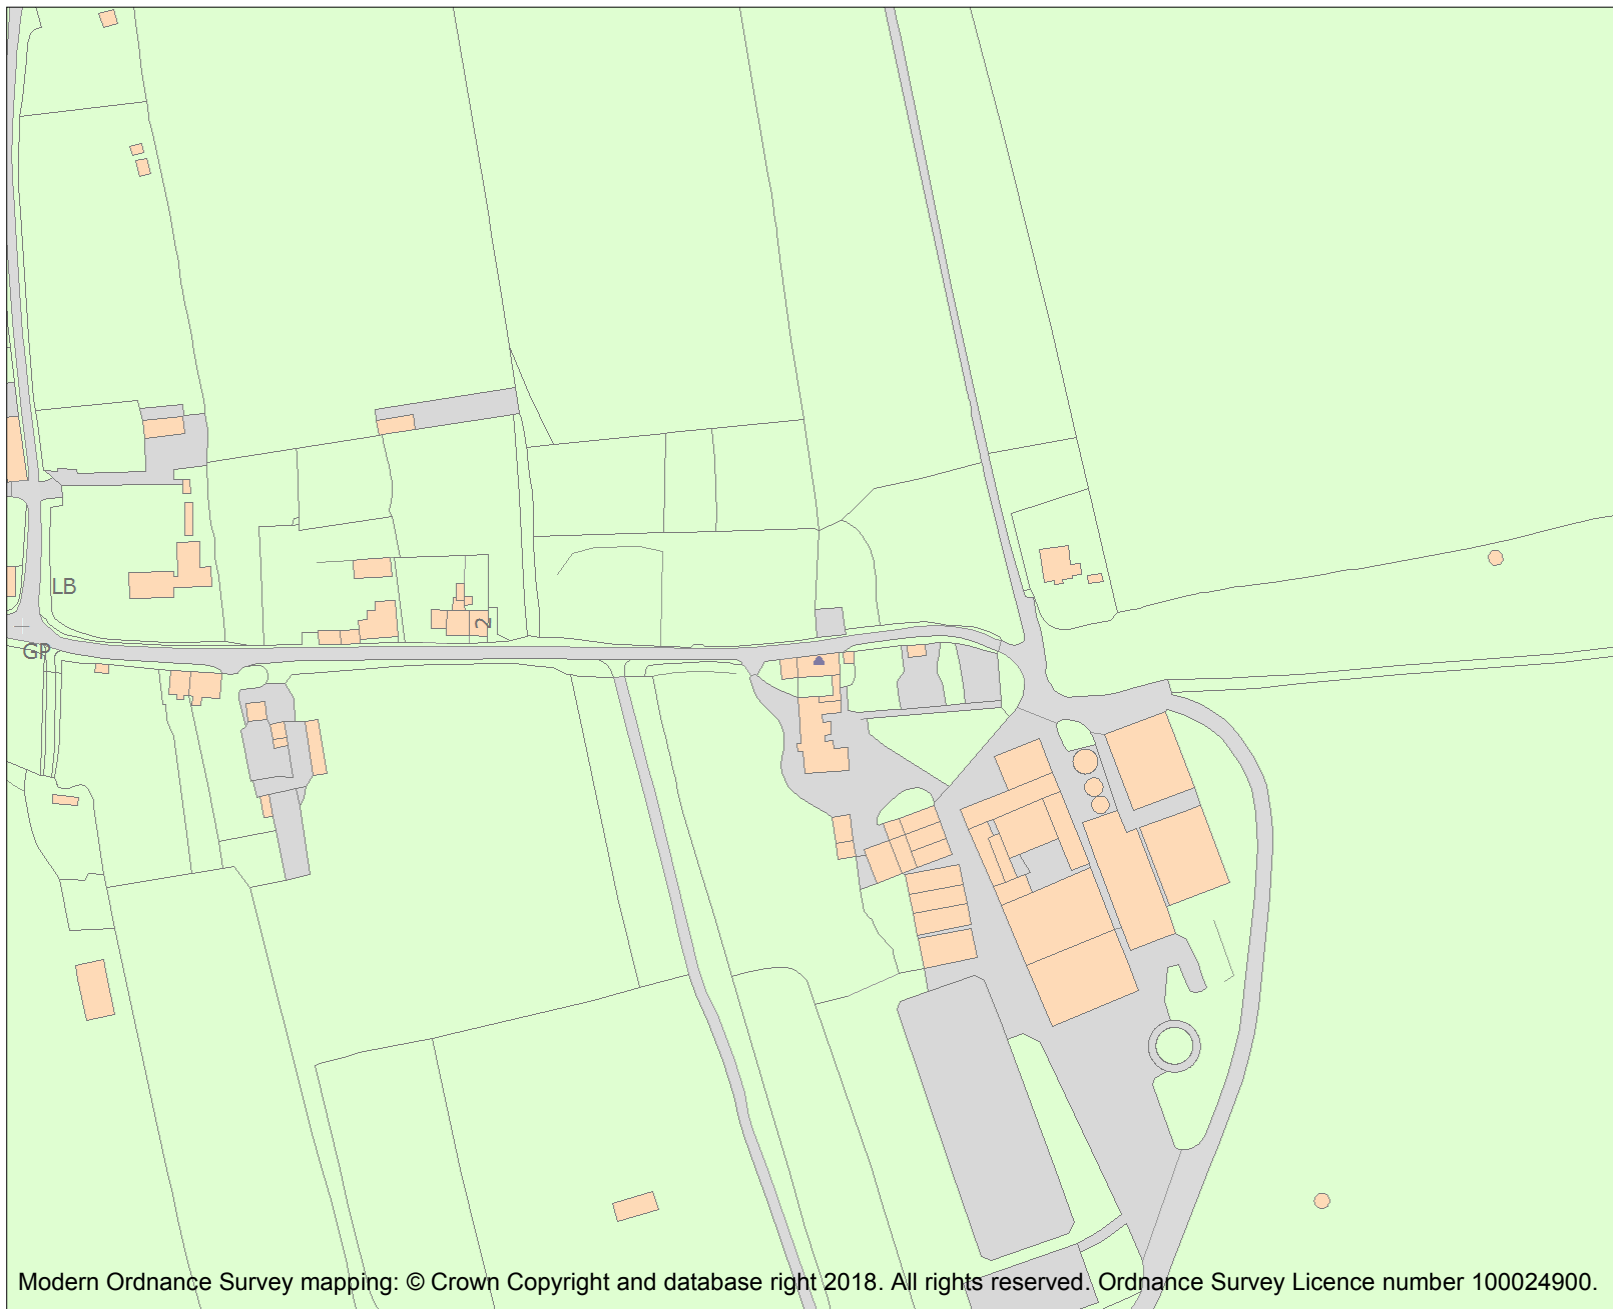 LB
2
GP
Modern Ordnance Survey mapping: © Crown Copyright and database right 2018. All rights reserved. Ordnance Survey Licence number 100024900.